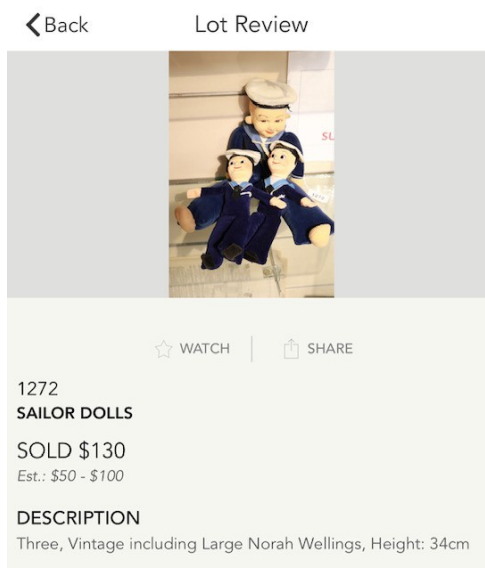 Back Lot Review
SL
WATCH SHARE
1272
SAILOR DOLLS
SOLD $130
Est.: $50 - $100
DESCRIPTION
Three, Vintage including Large Norah Wellings, Height: 34cm